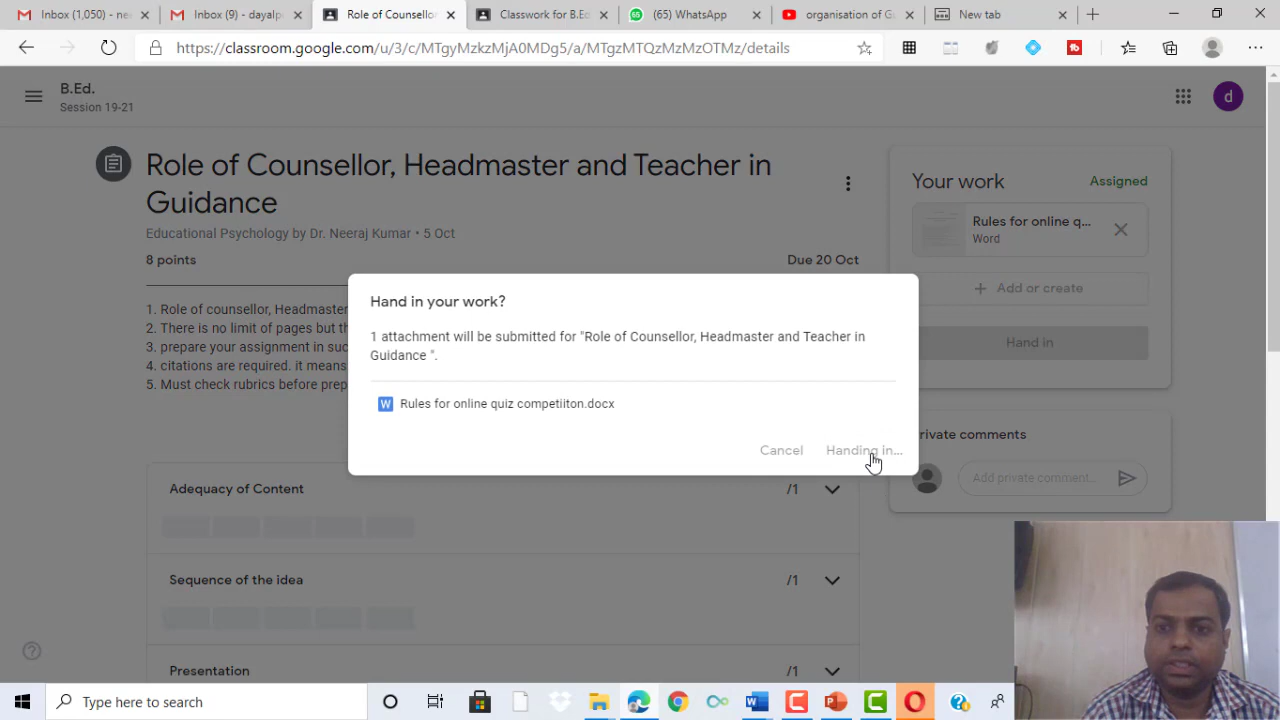 Inbox (1,050) - ne
Inbox (9) - dayalp
Role of Counsellor
Classwork for B.Ed
(65) WhatsApp
organisation of G
New tab
https://classroom.google.com/u/3/c/MTgyMzkzMjA0MDg5/a/MTgzMTQzMzMzOTMz/details
B.Ed.
Session 19-21
d
Role of Counsellor, Headmaster and Teacher in
Guidance
Educational Psychology by Dr. Neeraj Kumar • 5 Oct
8 points
Due 20 Oct
1. Role of counsellor, Headmaster
2. There is no limit of pages but th
3. prepare your assignment in suc
4. citations are required. it means
5. Must check rubrics before prep
Your work
Assigned
Rules for online q...
Word
+ Add or create
Hand in
Hand in your work?
1 attachment will be submitted for "Role of Counsellor, Headmaster and Teacher in
Guidance ".
W Rules for online quiz competiiton.docx
Cancel
Handing in...
rivate comments
Add private comment...
Adequacy of Content
/1
Sequence of the idea
/1
Presentation
/1
Type here to search